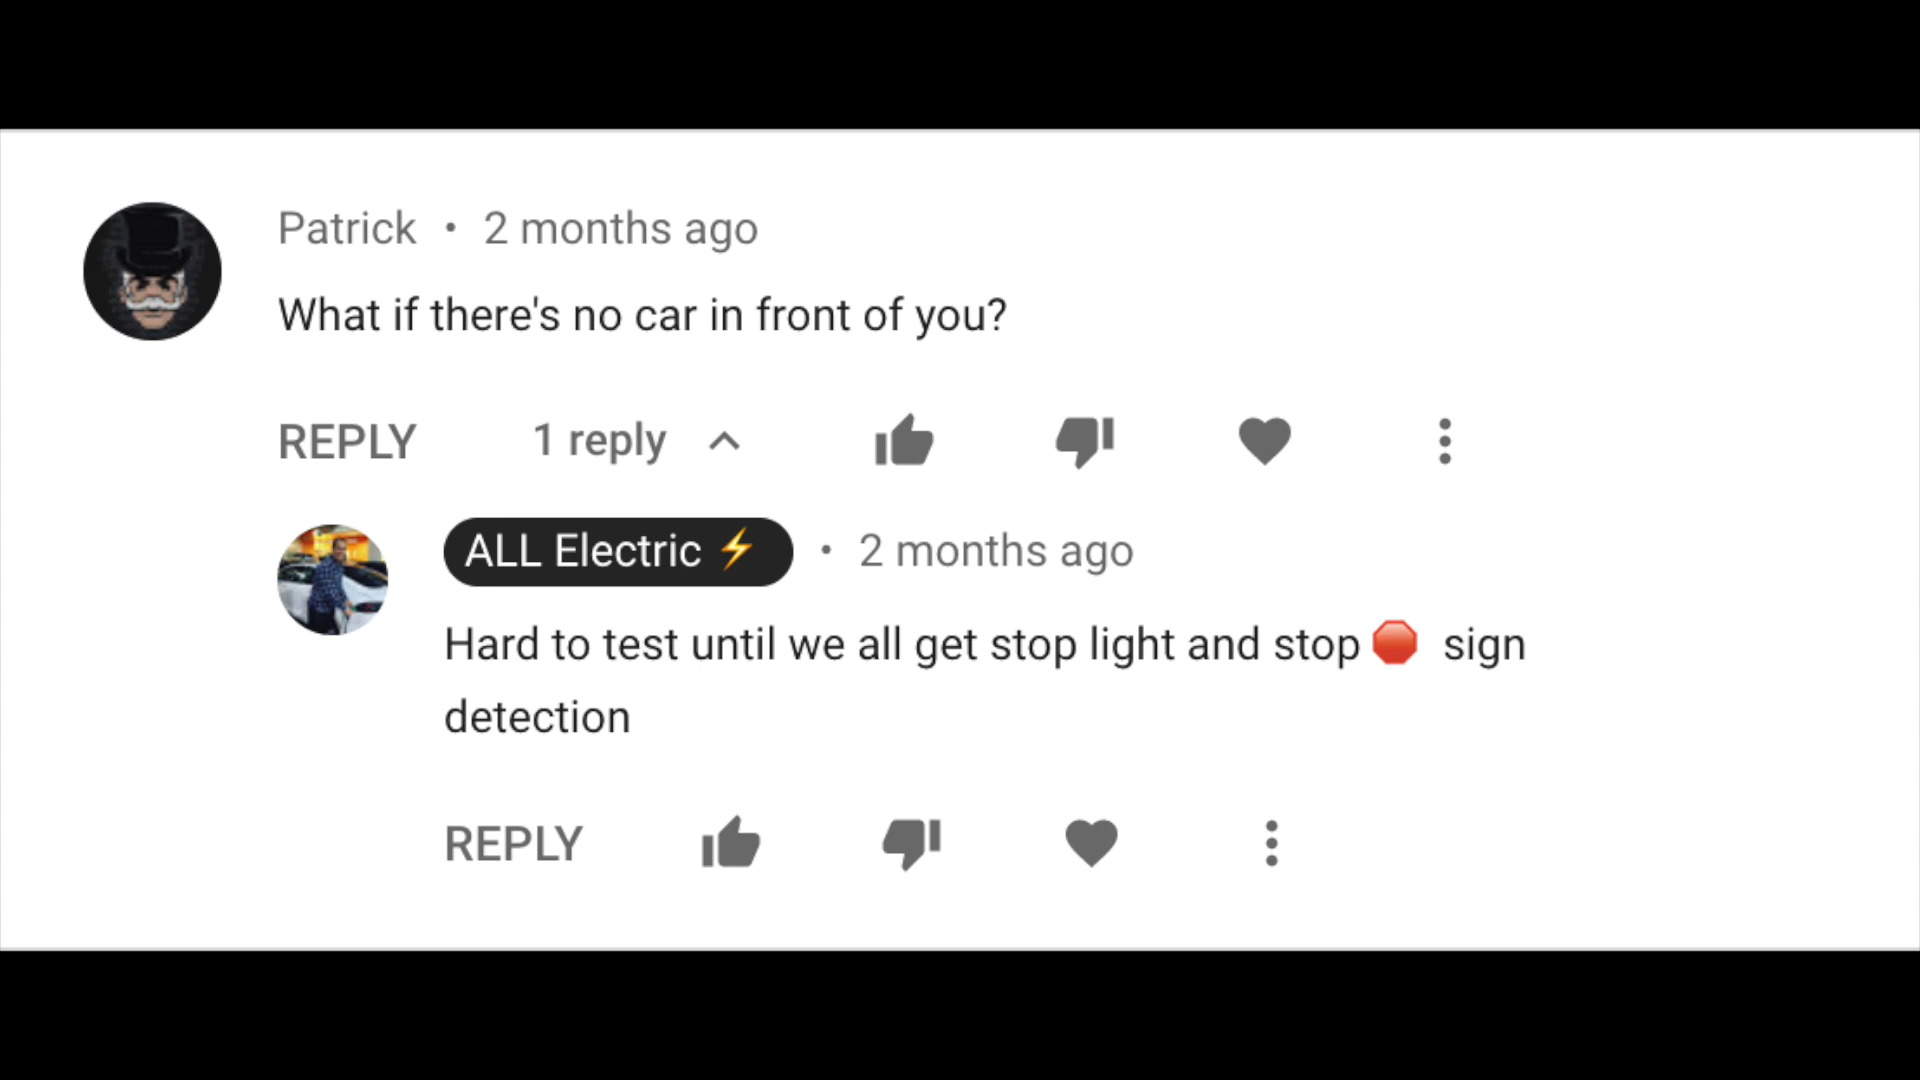 Patrick • 2 months ago
What if there's no car in front of you?
REPLY 1 reply
ALL Electric ⚡ • 2 months ago
Hard to test until we all get stop light and stop 🛑 sign
detection
REPLY